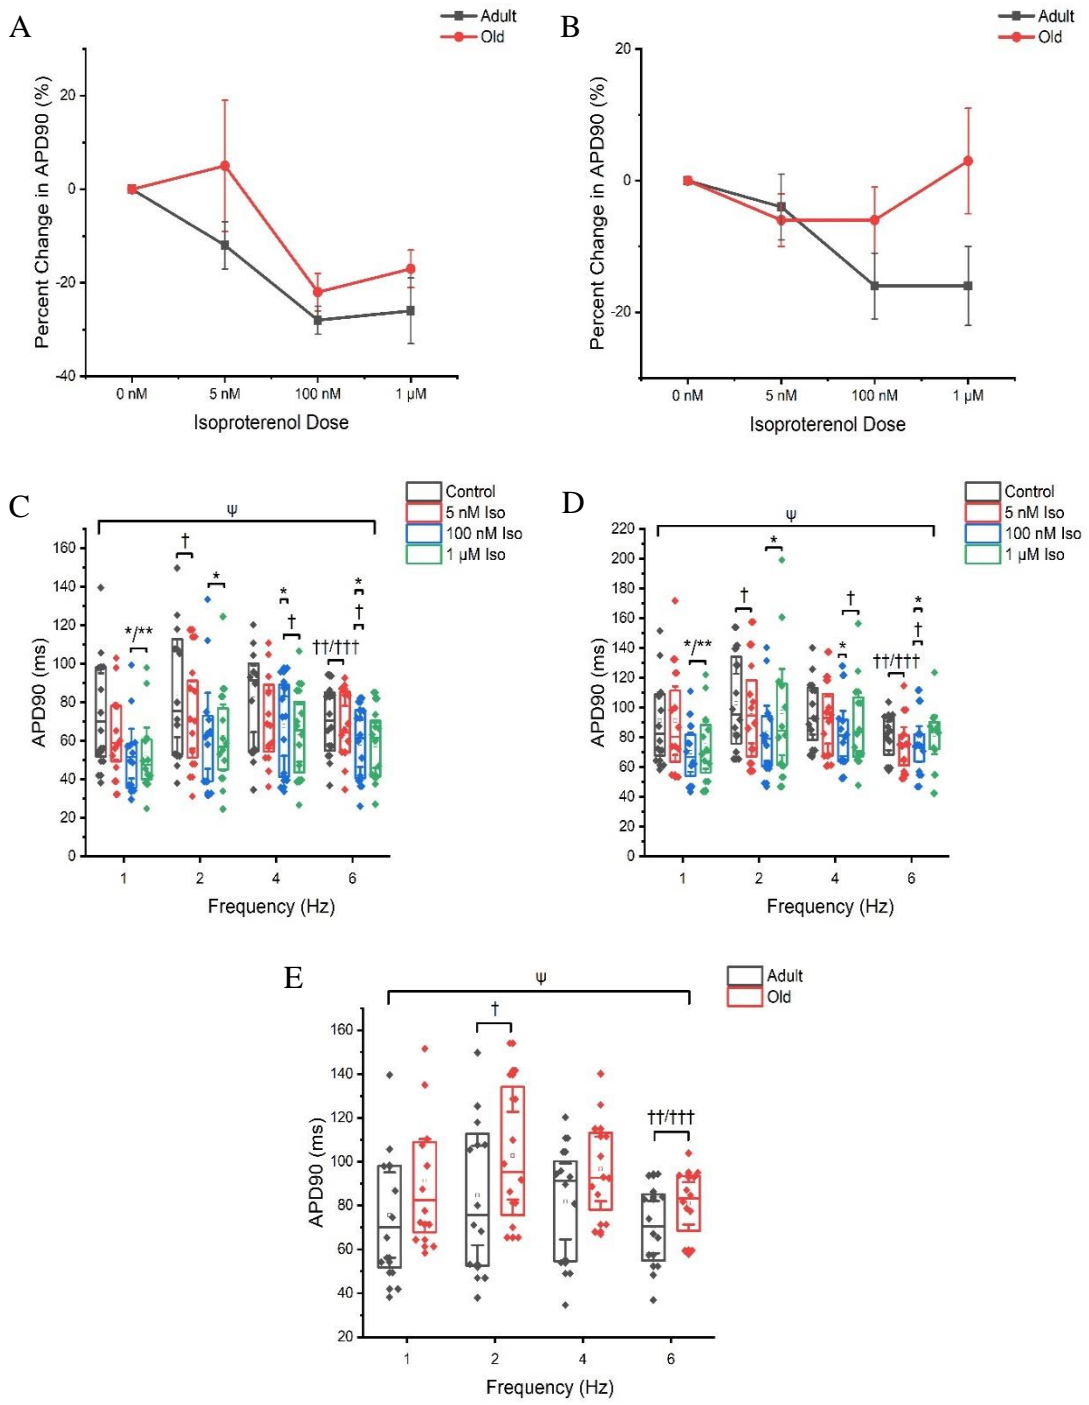 A
Adult
Old
Percent Change in APD90 (%)
20
0
-20
-40
0 nM
5 nM
100 nM
1 µM
Isoproterenol Dose
B
Adult
Old
Percent Change in APD90 (%)
20
0
-20
0 nM
5 nM
100 nM
1 µM
Isoproterenol Dose
C
Control
5 nM Iso
100 nM Iso
1 µM Iso
ψ
†
*
*/**
*
†
*
†
††/†††
APD90 (ms)
160
140
120
100
80
60
40
20
0
1
2
4
6
Frequency (Hz)
D
Control
5 nM Iso
100 nM Iso
1 µM Iso
ψ
*
†
†
*
*/**
*
†
††/†††
APD90 (ms)
220
200
180
160
140
120
100
80
60
40
20
0
1
2
4
6
Frequency (Hz)
E
Adult
Old
ψ
†
††/†††
APD90 (ms)
160
140
120
100
80
60
40
20
1
2
4
6
Frequency (Hz)